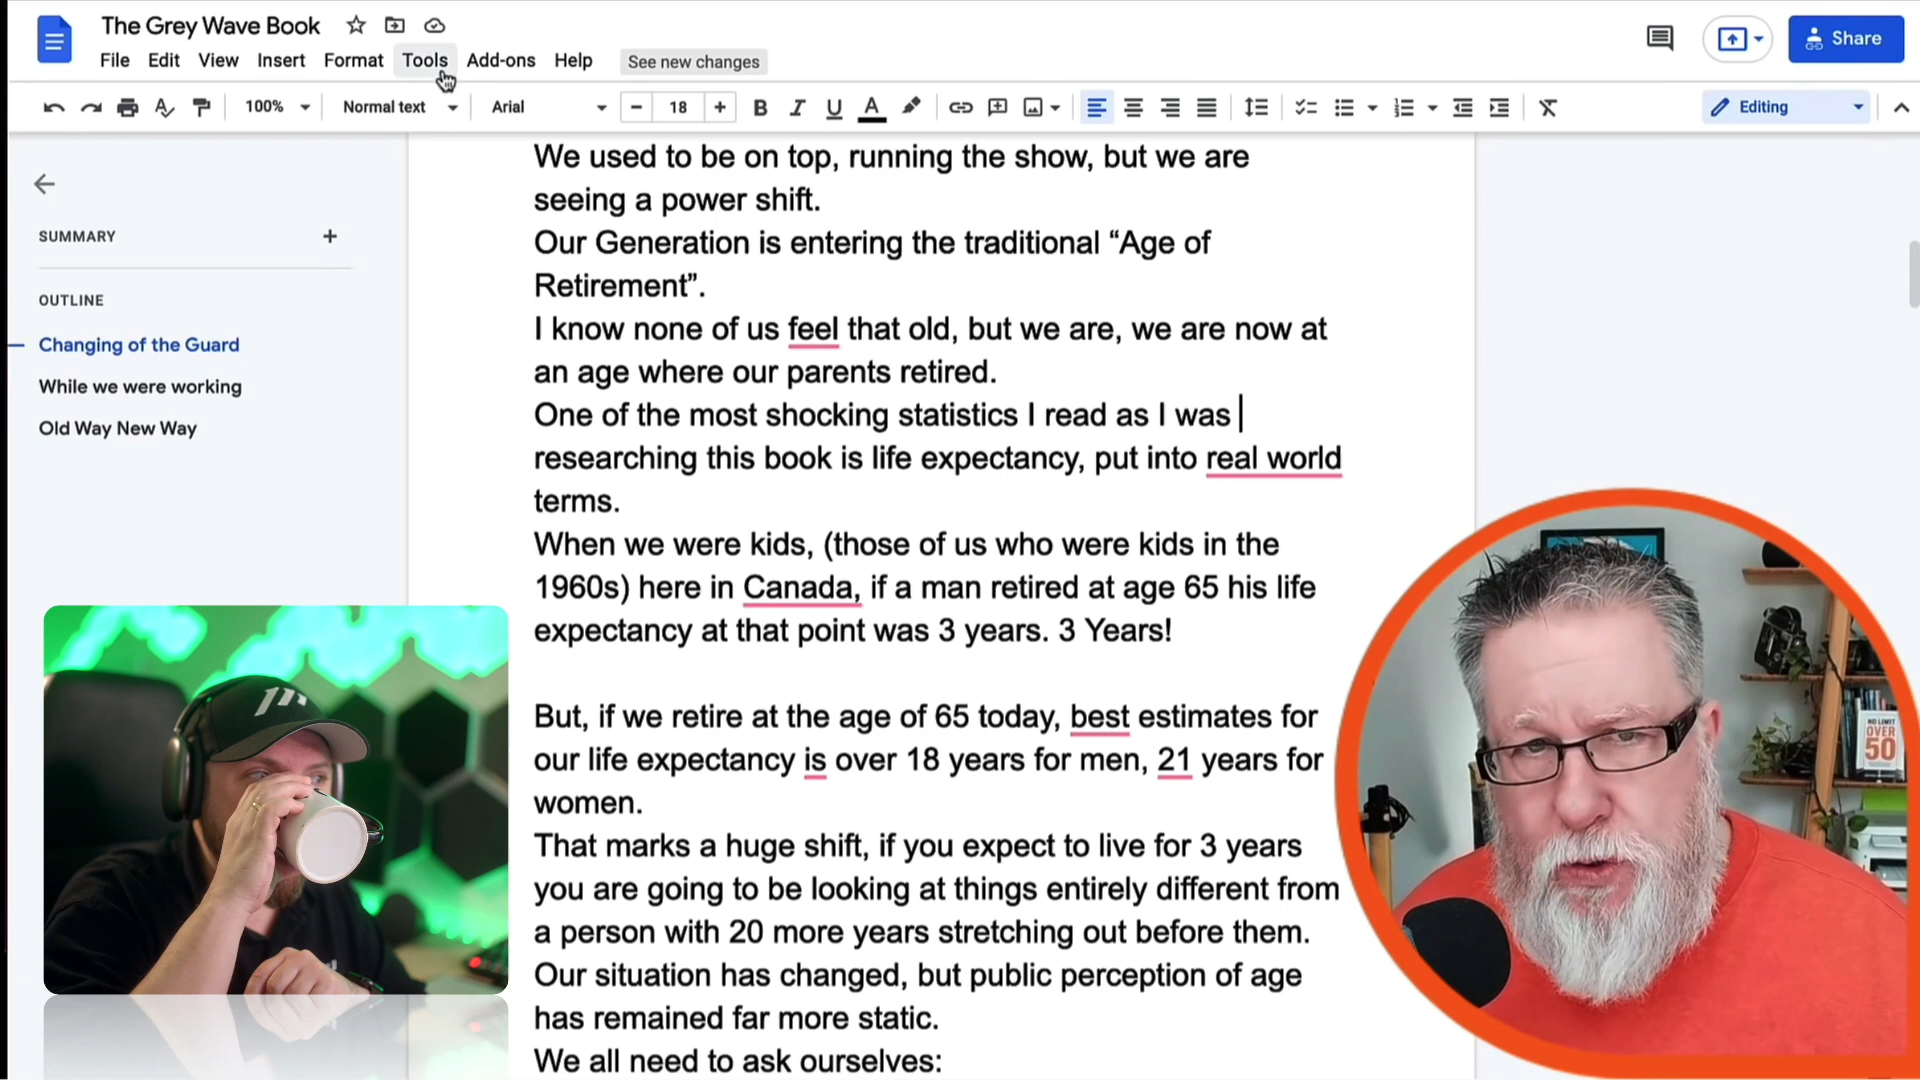 The Grey Wave Book
File Edit View Insert Format Tools Add-ons Help See new changes
Share
100% Normal text Arial 18 Editing
SUMMARY
OUTLINE
Changing of the Guard
While we were working
Old Way New Way
We used to be on top, running the show, but we are
seeing a power shift.
Our Generation is entering the traditional “Age of
Retirement”.
I know none of us feel that old, but we are, we are now at
an age where our parents retired.
One of the most shocking statistics I read as I was
researching this book is life expectancy, put into real world
terms.
When we were kids, (those of us who were kids in the
1960s) here in Canada, if a man retired at age 65 his life
expectancy at that point was 3 years. 3 Years!
But, if we retire at the age of 65 today, best estimates for
our life expectancy is over 18 years for men, 21 years for
women.
That marks a huge shift, if you expect to live for 3 years
you are going to be looking at things entirely different from
a person with 20 more years stretching out before them.
Our situation has changed, but public perception of age
has remained far more static.
We all need to ask ourselves:
NO LIMIT
OVER
50